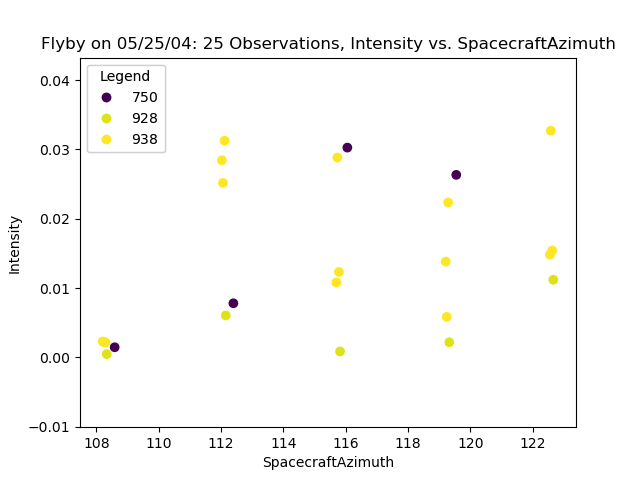 Flyby on 05/25/04: 25 Observations, Intensity vs. SpacecraftAzimuth
Legend
750
928
938
0.04
0.03
0.02
0.01
0.00
−0.01
Intensity
108 110 112 114 116 118 120 122
SpacecraftAzimuth